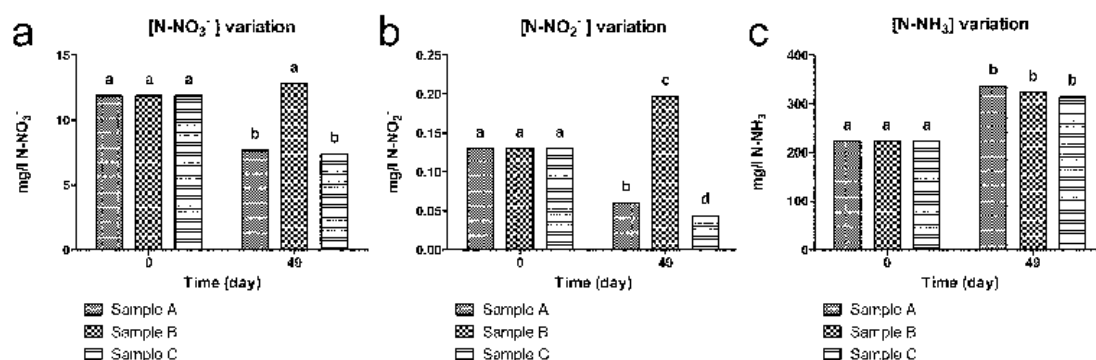 a
[N-NO₃⁻] variation
mg/l N-NO₃⁻
15
10
5
0
a a a
b a b
0 49
Time (day)
Sample A
Sample B
Sample C
b
[N-NO₂⁻] variation
mg/l N-NO₂⁻
0.25
0.20
0.15
0.10
0.05
0.00
a a a
b c d
0 49
Time (day)
Sample A
Sample B
Sample C
c
[N-NH₃] variation
mg/l N-NH₃
400
300
200
100
0
a a a
b b b
0 49
Time (day)
Sample A
Sample B
Sample C